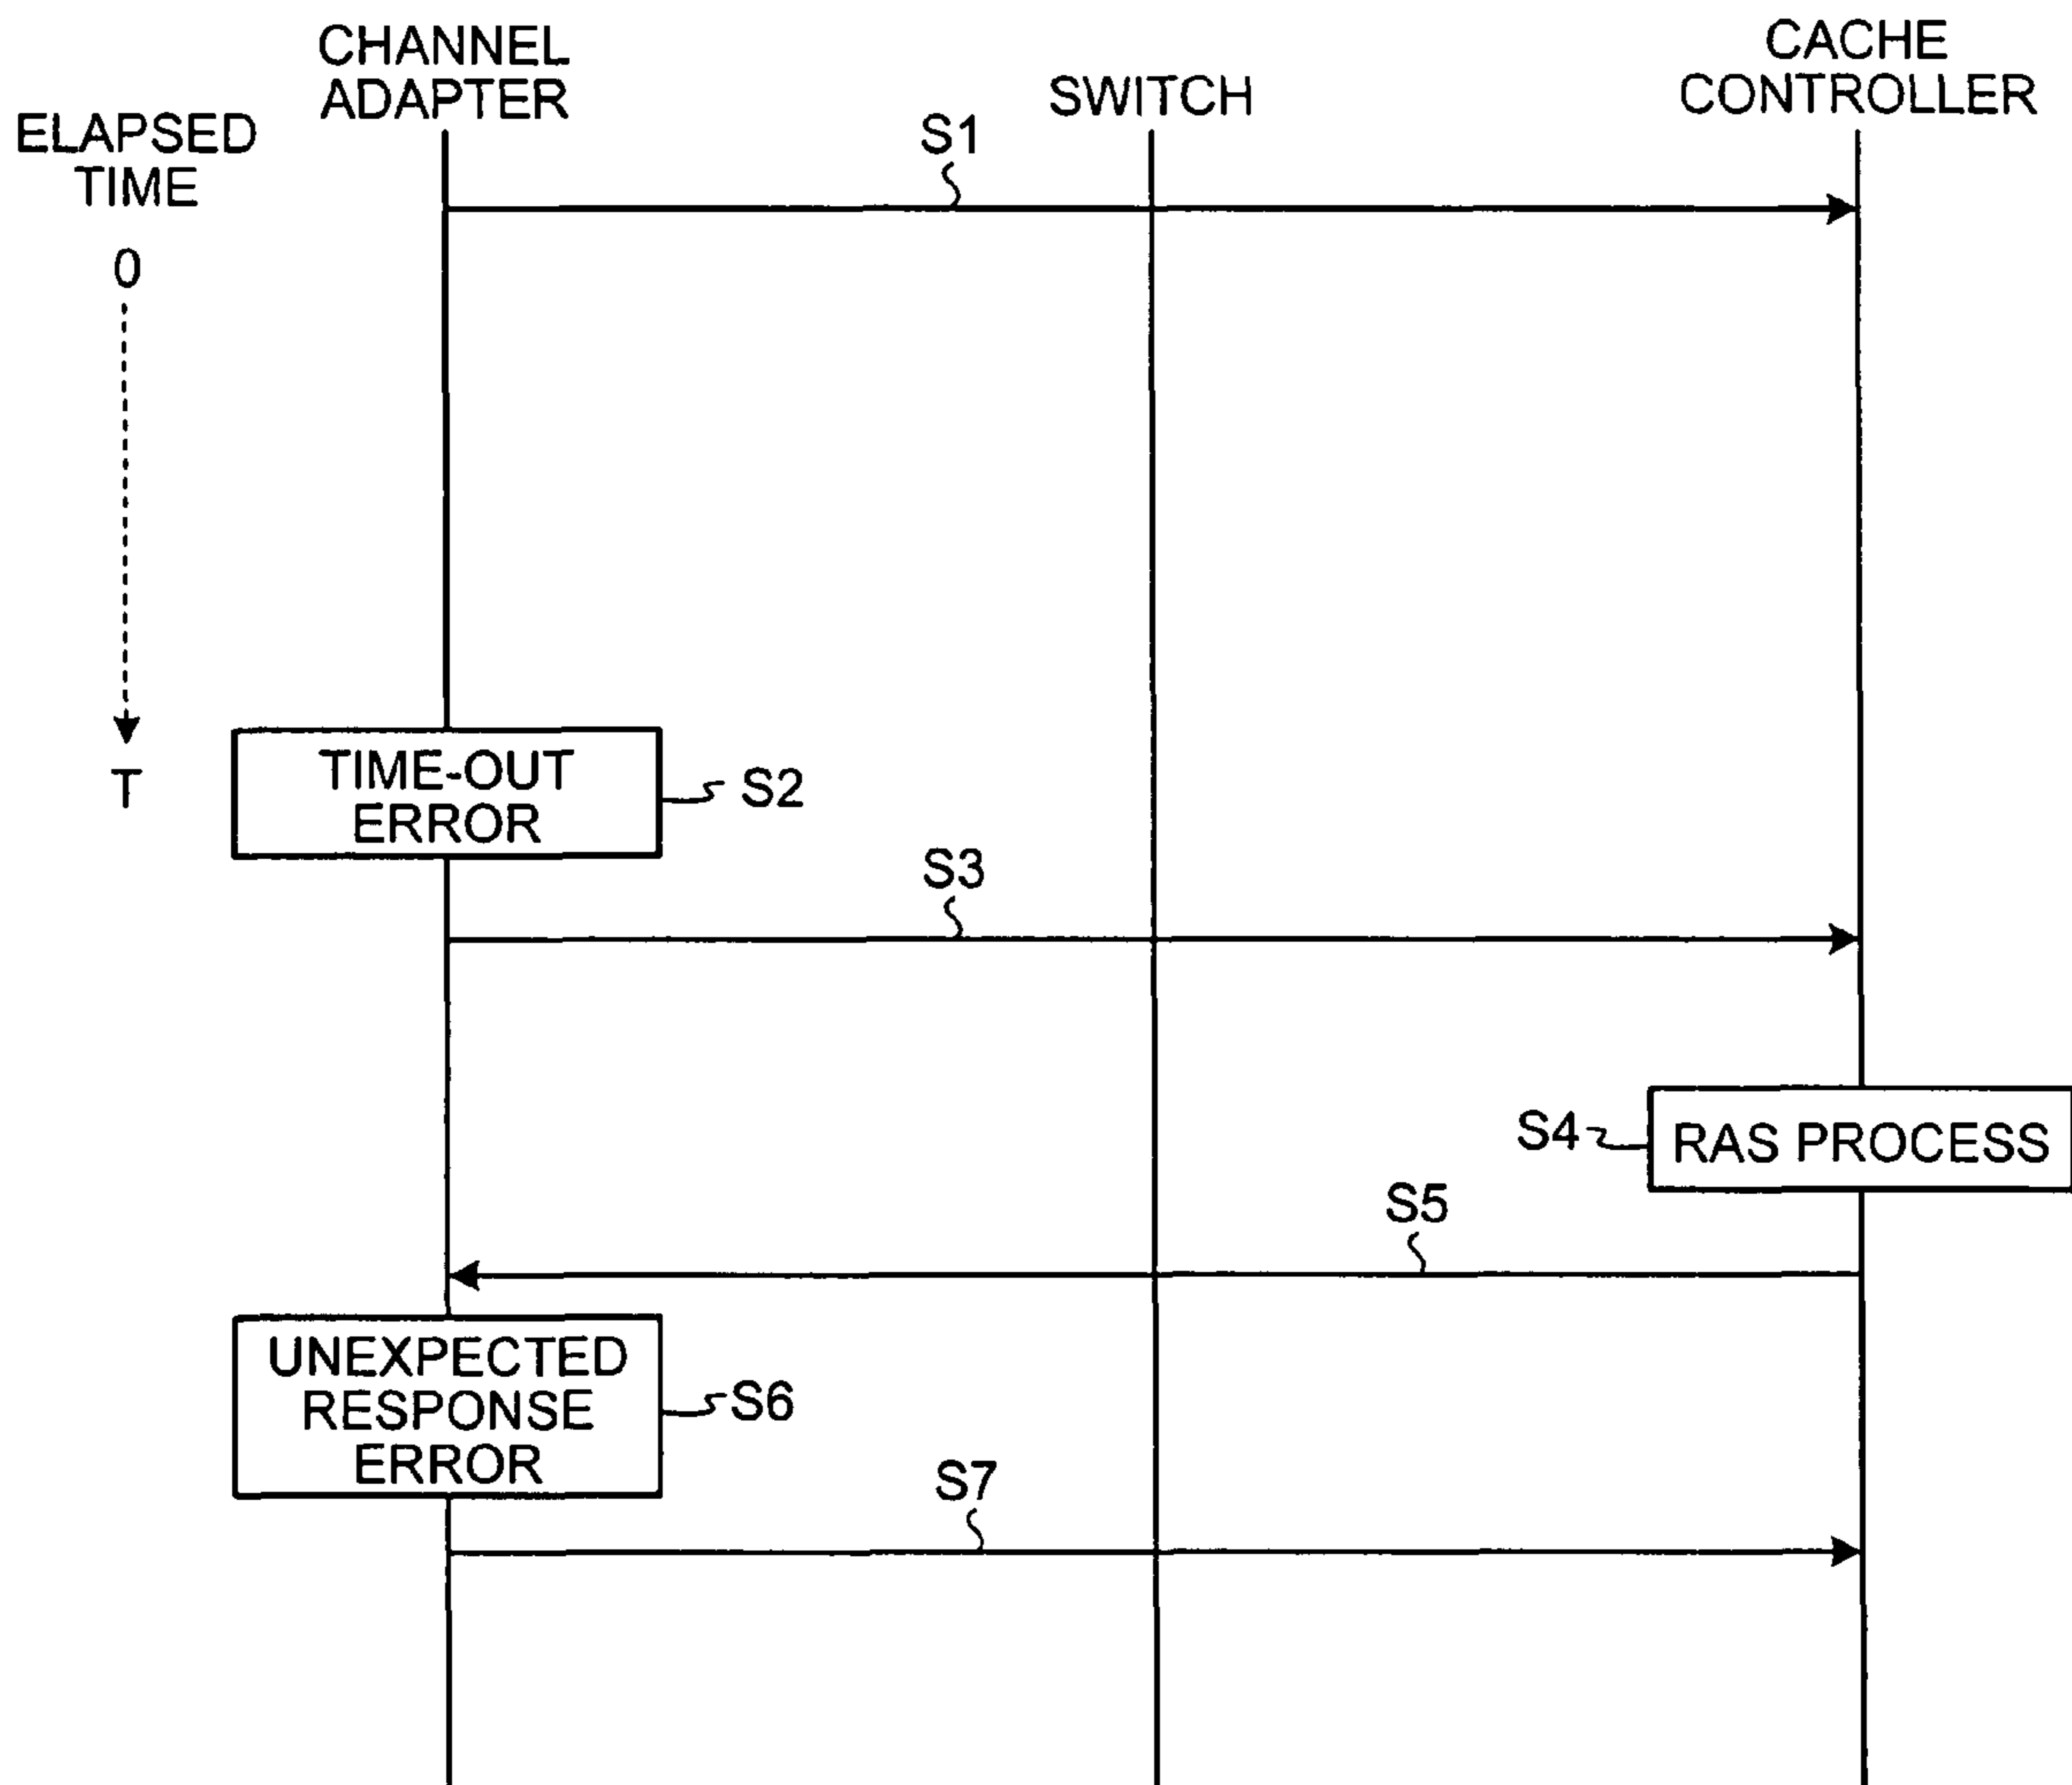 CHANNEL
ADAPTER
SWITCH
CACHE
CONTROLLER
ELAPSED
TIME
0
T
S1
TIME-OUT
ERROR
S2
S3
S4
RAS PROCESS
S5
UNEXPECTED
RESPONSE
ERROR
S6
S7